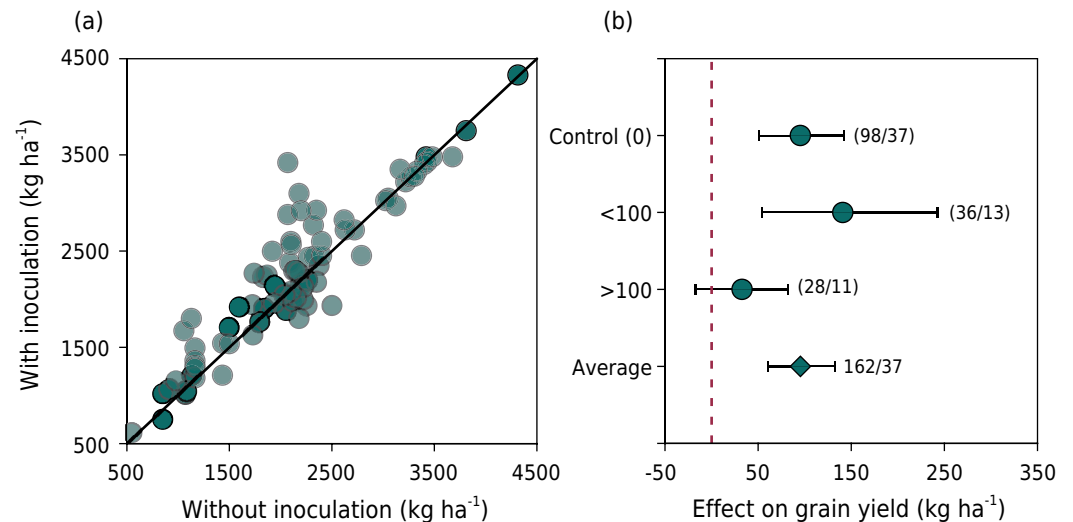 (a)
4500
3500
2500
1500
500
With inoculation (kg ha⁻¹)
500 1500 2500 3500 4500
Without inoculation (kg ha⁻¹)
(b)
Control (0) (98/37)
<100 (36/13)
>100 (28/11)
Average 162/37
-50 50 150 250 350
Effect on grain yield (kg ha⁻¹)